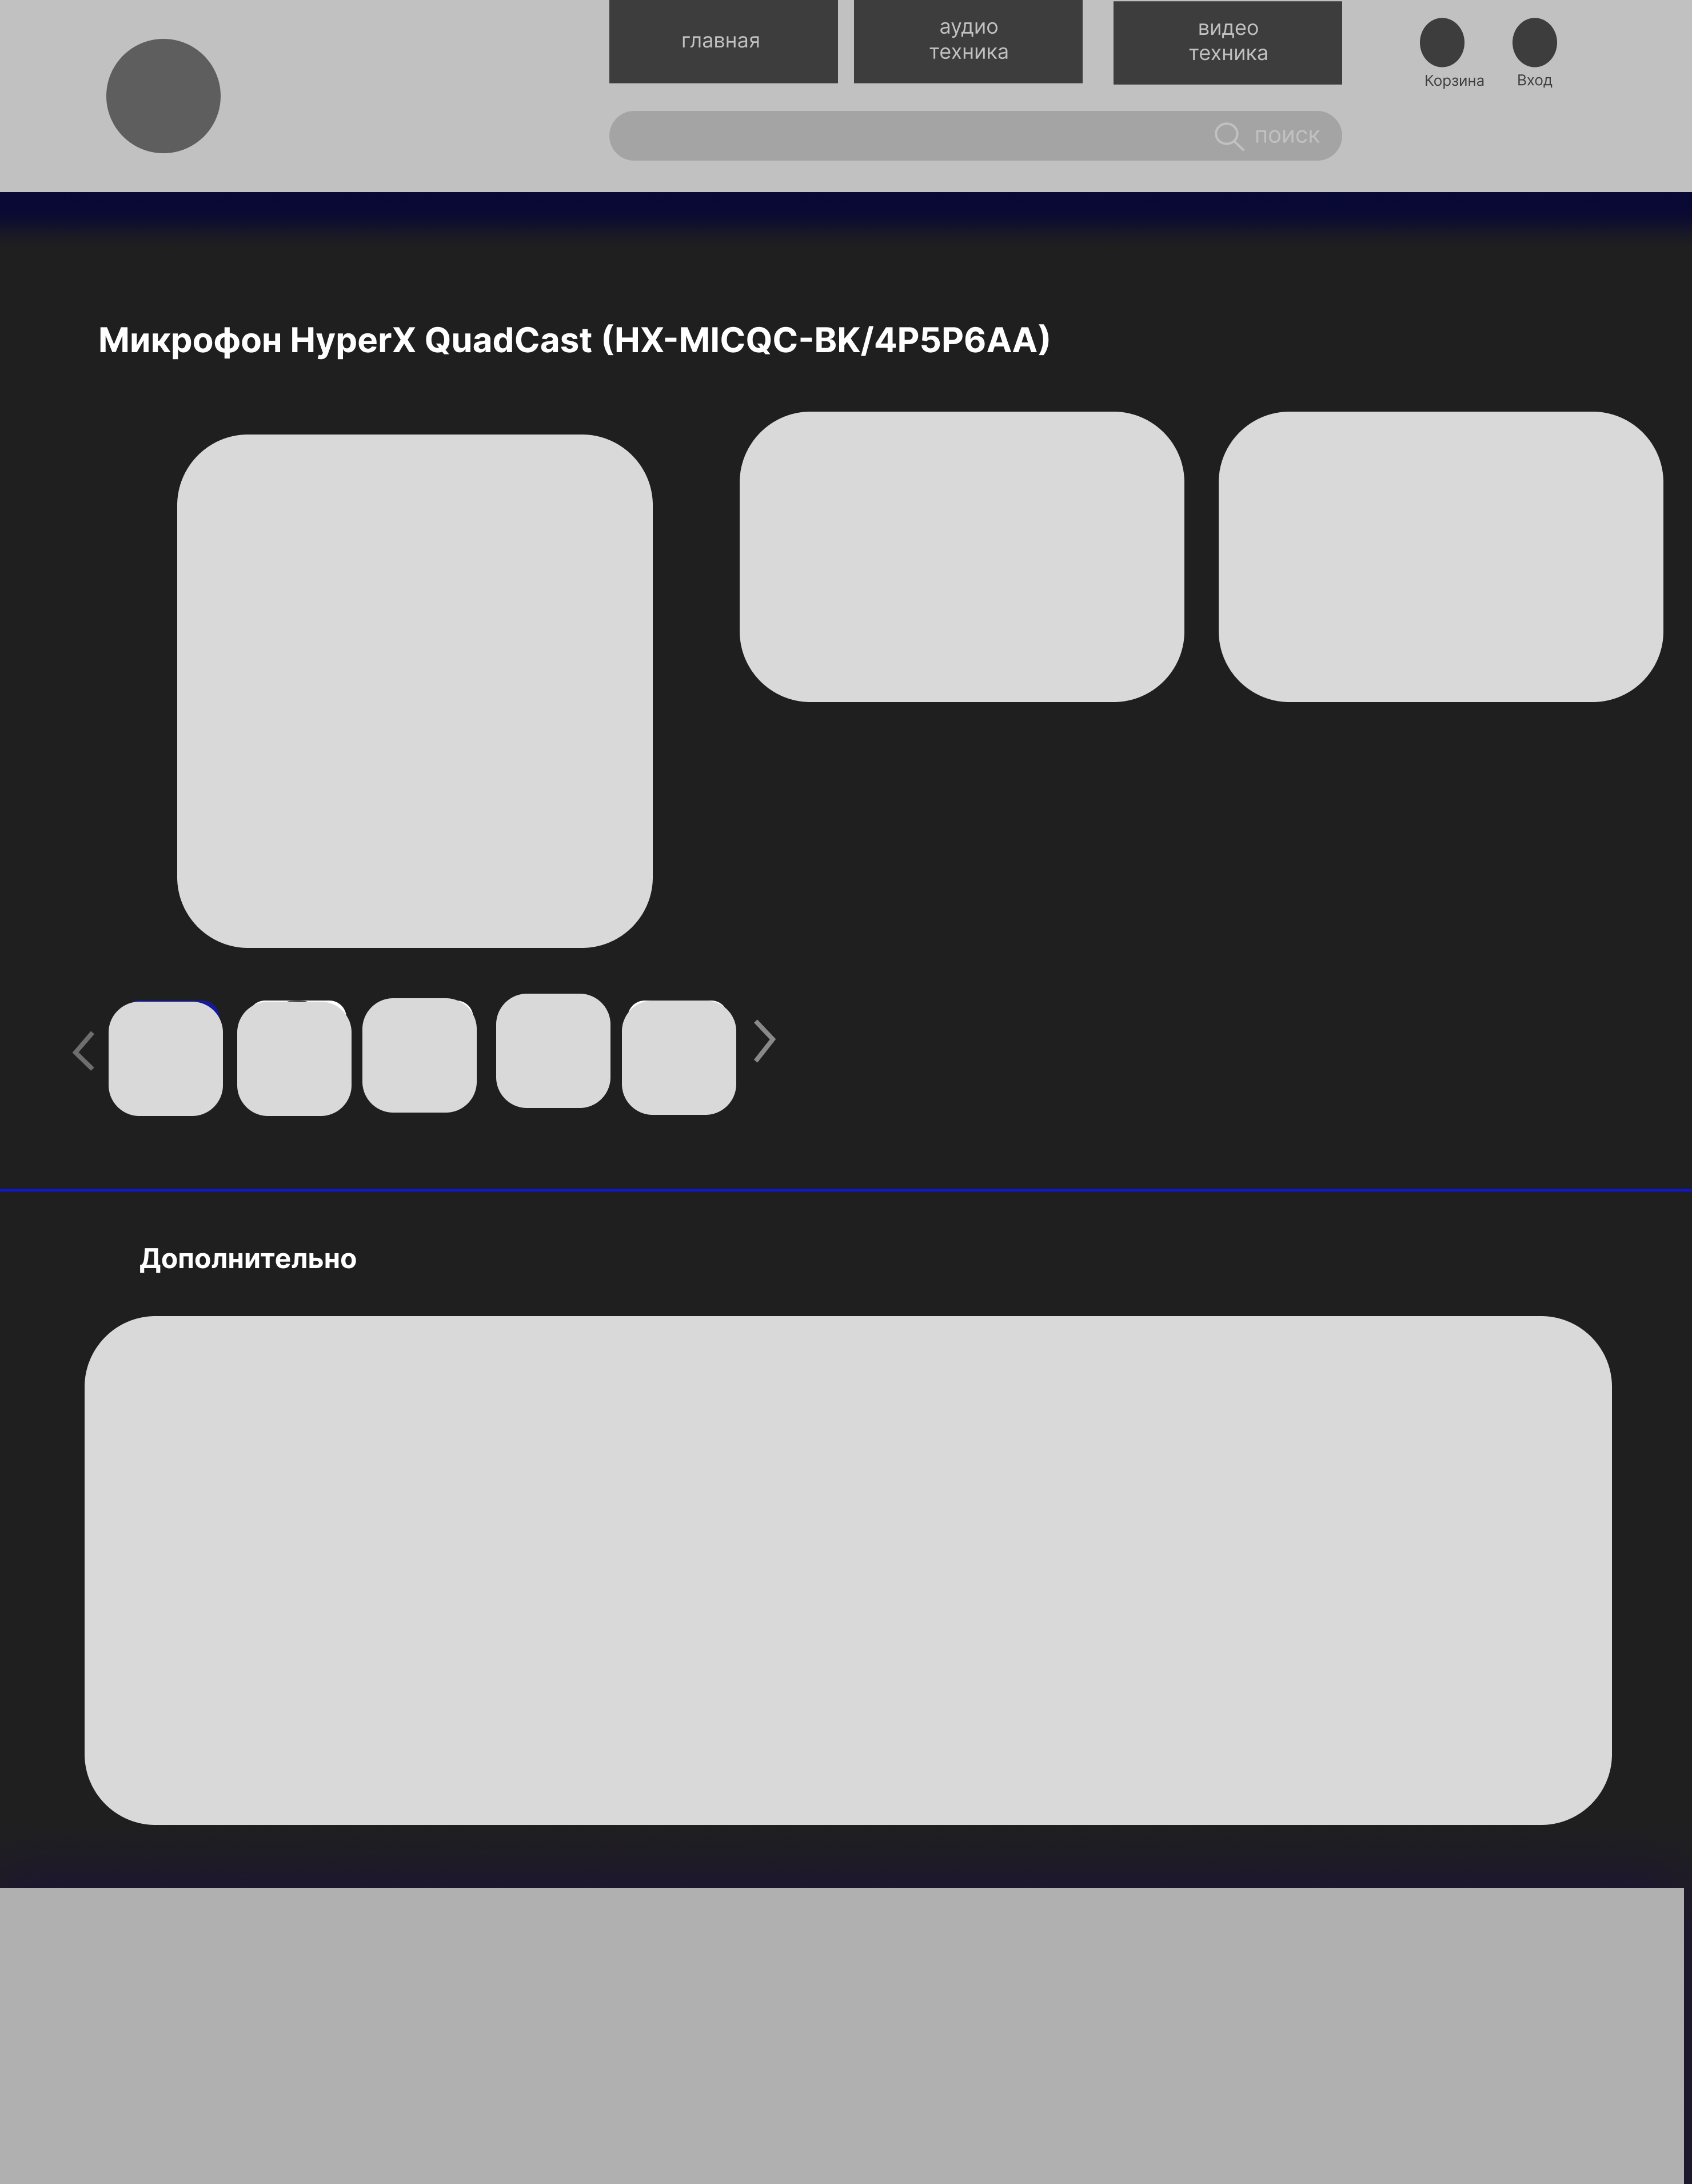 главная
аудио
техника
видео
техника
Корзина
Вход
поиск
Микрофон HyperX QuadCast (HX-MICQC-BK/4P5P6AA)
Дополнительно